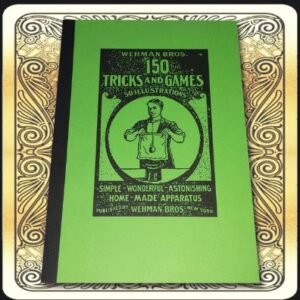 WEHMAN BROS.
150
TRICKS AND GAMES
50 ILLUSTRATIONS
SIMPLE - WONDERFUL - ASTONISHING
HOME-MADE APPARATUS
PUBLISHED BY WEHMAN BROS. NEW YORK.